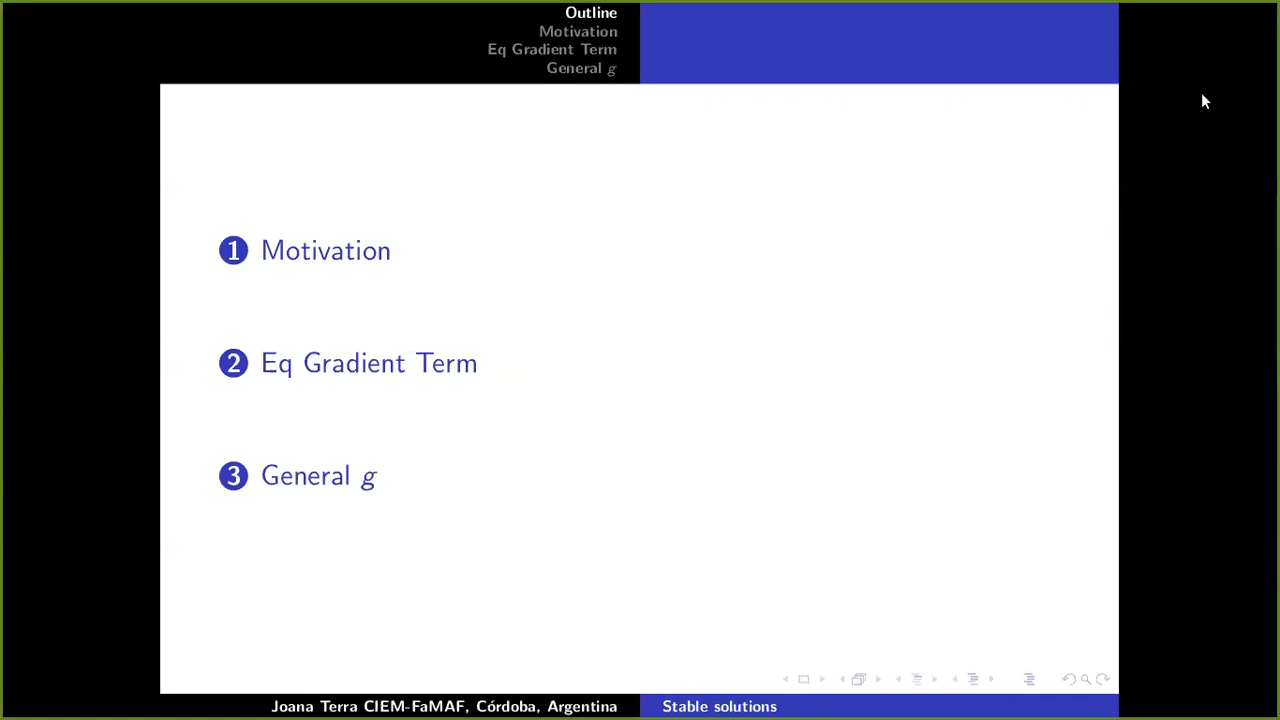 Outline
Motivation
Eq Gradient Term
General g
1 Motivation
2 Eq Gradient Term
3 General g
Joana Terra CIEM-FaMAF, Córdoba, Argentina
Stable solutions